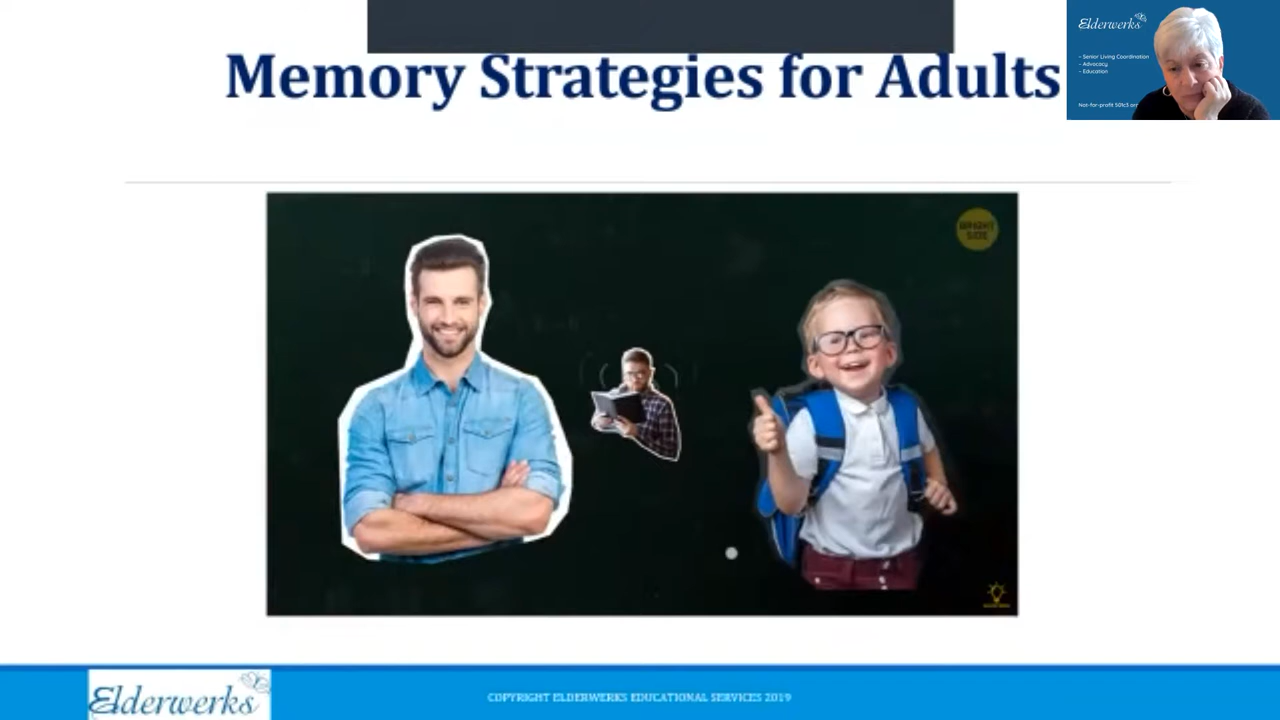 Memory Strategies for Adults
Elderwerks
- Senior Living Coordination
- Advocacy
- Education
Not-for-profit 501c3
BRIGHT
SIDE
Elderwerks
COPYRIGHT ELDERWERKS EDUCATIONAL SERVICES 2019